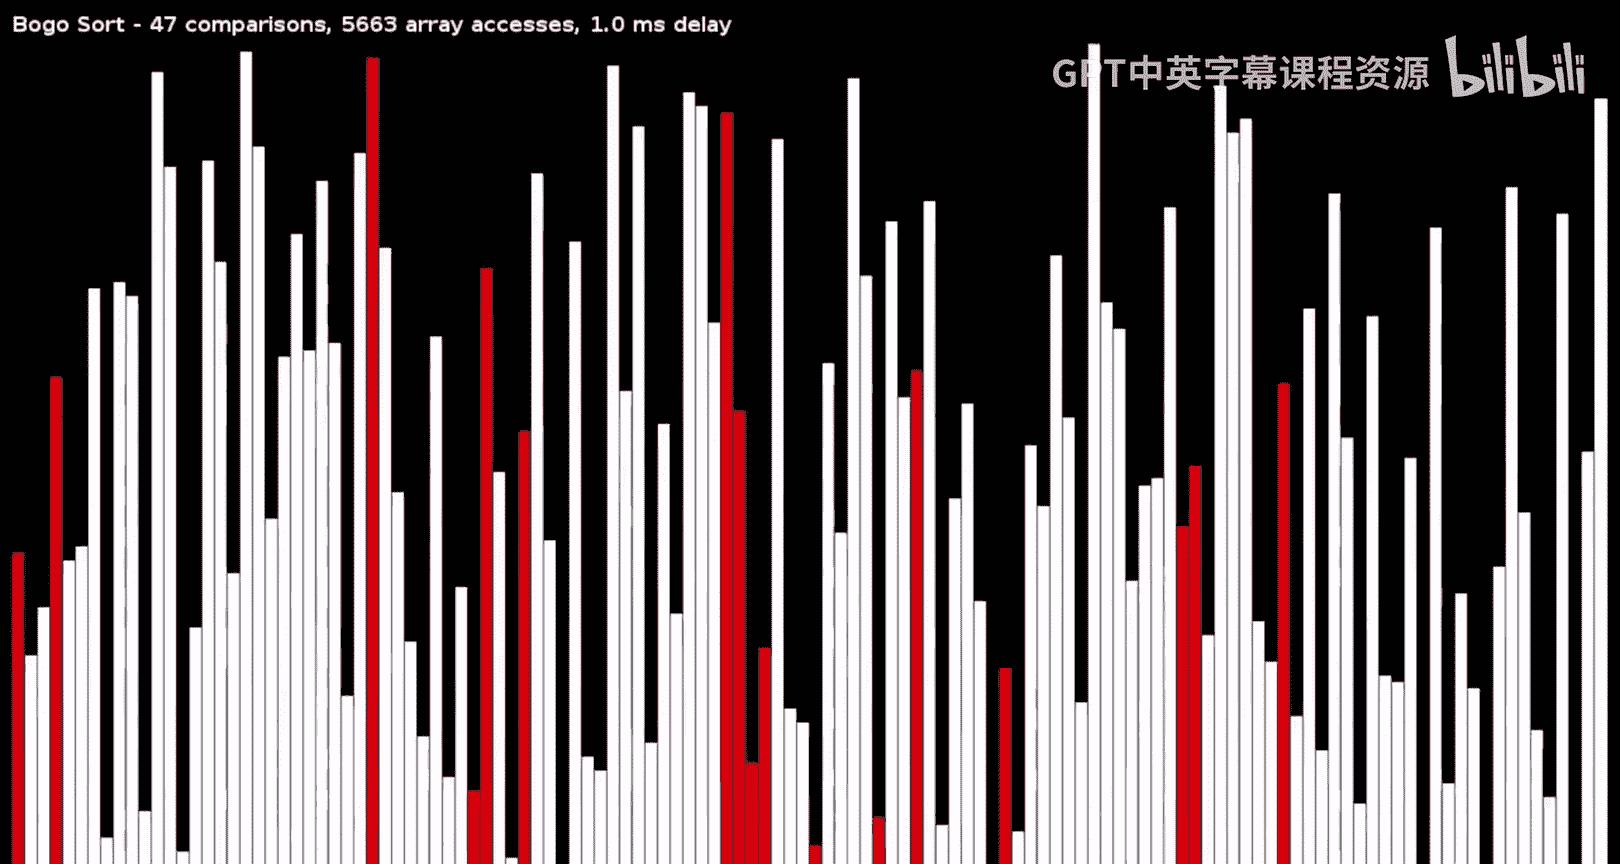 Bogo Sort - 47 comparisons, 5663 array accesses, 1.0 ms delay
GPT中英字幕课程资源 bilibili